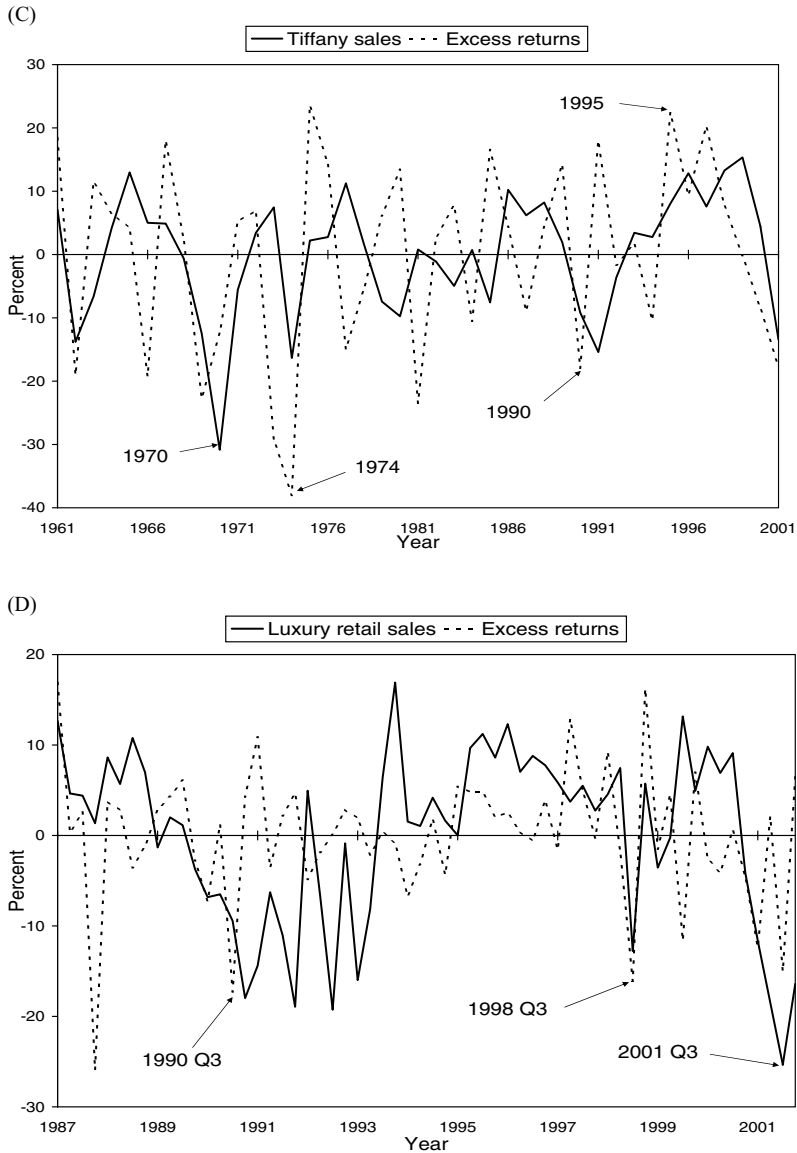 (C)
Tiffany sales Excess returns
30
20
10
0
-10
-20
-30
-40
Percent
1995
1990
1970
1974
1961 1966 1971 1976 1981 1986 1991 1996 2001
Year
(D)
Luxury retail sales Excess returns
20
10
0
-10
-20
-30
Percent
1990 Q3
1998 Q3
2001 Q3
1987 1989 1991 1993 1995 1997 1999 2001
Year